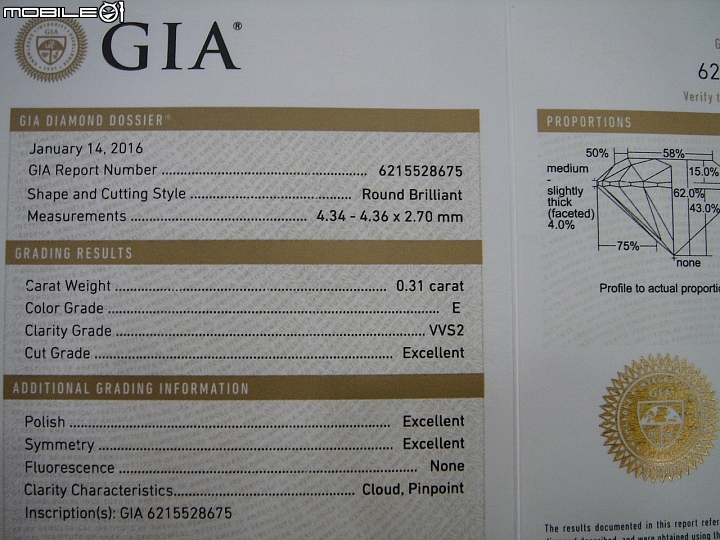 MOBILE01
GIA®
GIA DIAMOND DOSSIER®
January 14, 2016
GIA Report Number 6215528675
Shape and Cutting Style Round Brilliant
Measurements 4.34 - 4.36 x 2.70 mm
GRADING RESULTS
Carat Weight 0.31 carat
Color Grade E
Clarity Grade VVS2
Cut Grade Excellent
ADDITIONAL GRADING INFORMATION
Polish Excellent
Symmetry Excellent
Fluorescence None
Clarity Characteristics Cloud, Pinpoint
Inscription(s): GIA 6215528675
G
62
Verify t
PROPORTIONS
50% 58%
medium
-
slightly
thick
(faceted)
4.0%
15.0%
62.0%
43.0%
75%
none
Profile to actual proporti
GIA
The results documented in this report refer